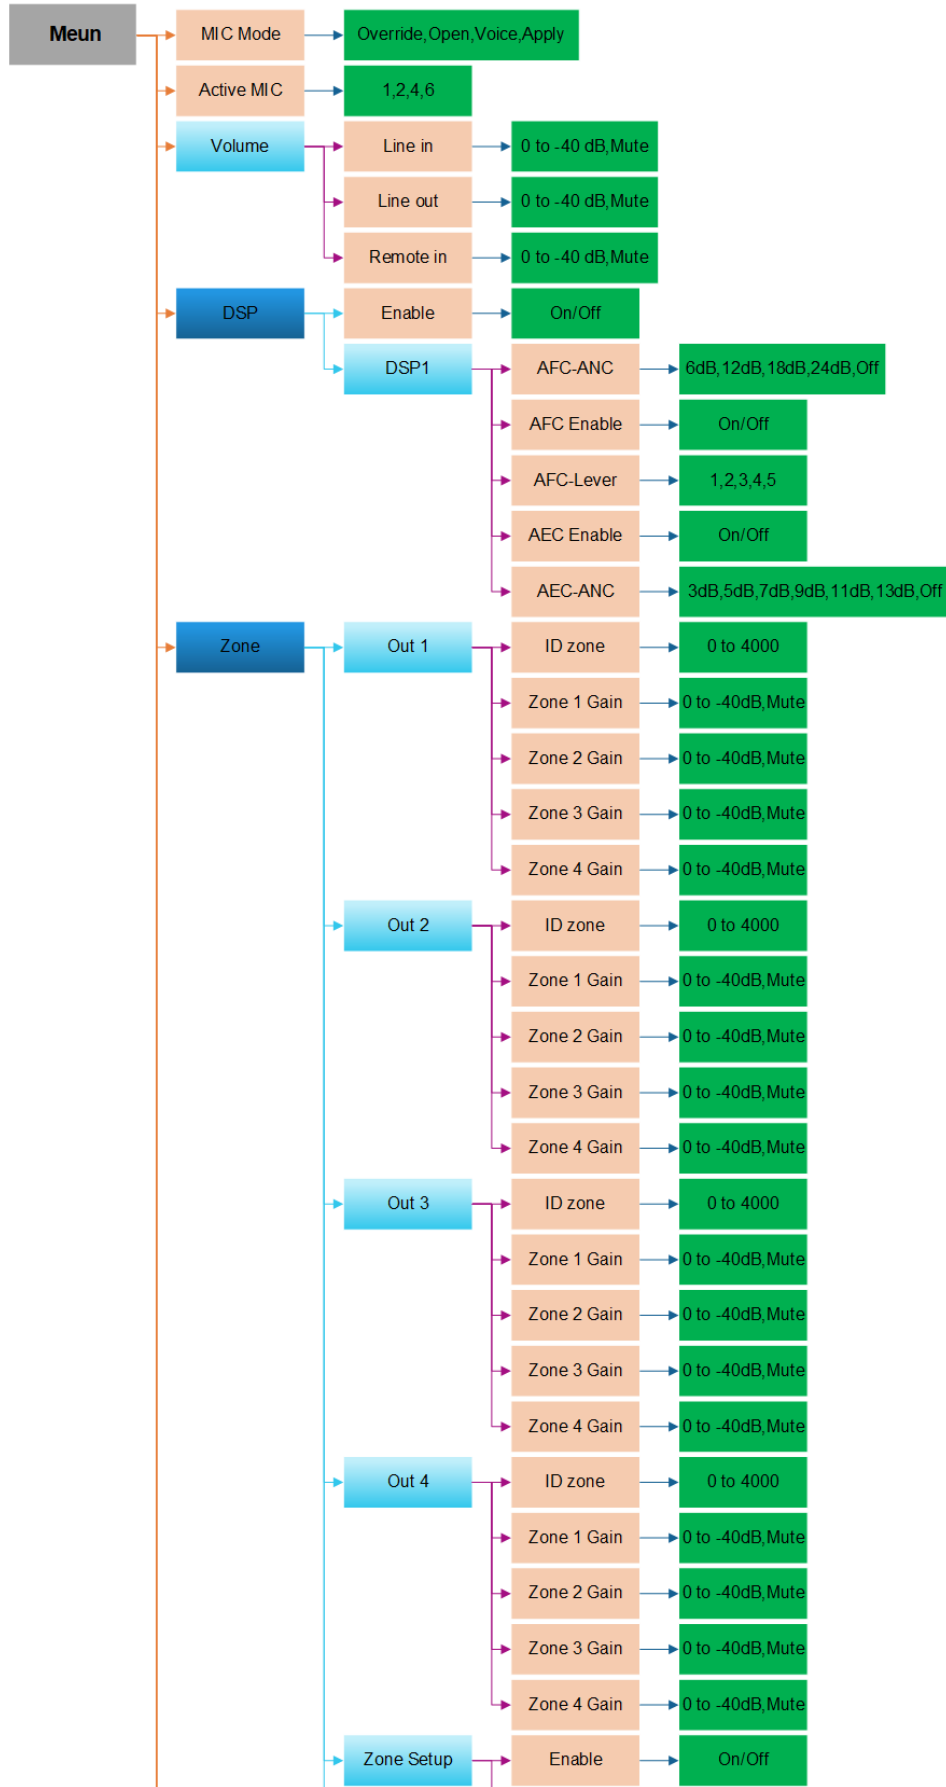 Meun
MIC Mode
Override,Open,Voice,Apply
Active MIC
1,2,4,6
Volume
Line in
0 to -40 dB,Mute
Line out
0 to -40 dB,Mute
Remote in
0 to -40 dB,Mute
DSP
Enable
On/Off
DSP1
AFC-ANC
6dB,12dB,18dB,24dB,Off
AFC Enable
On/Off
AFC-Lever
1,2,3,4,5
AEC Enable
On/Off
AEC-ANC
3dB,5dB,7dB,9dB,11dB,13dB,Off
Zone
Out 1
ID zone
0 to 4000
Zone 1 Gain
0 to -40dB,Mute
Zone 2 Gain
0 to -40dB,Mute
Zone 3 Gain
0 to -40dB,Mute
Zone 4 Gain
0 to -40dB,Mute
Out 2
ID zone
0 to 4000
Zone 1 Gain
0 to -40dB,Mute
Zone 2 Gain
0 to -40dB,Mute
Zone 3 Gain
0 to -40dB,Mute
Zone 4 Gain
0 to -40dB,Mute
Out 3
ID zone
0 to 4000
Zone 1 Gain
0 to -40dB,Mute
Zone 2 Gain
0 to -40dB,Mute
Zone 3 Gain
0 to -40dB,Mute
Zone 4 Gain
0 to -40dB,Mute
Out 4
ID zone
0 to 4000
Zone 1 Gain
0 to -40dB,Mute
Zone 2 Gain
0 to -40dB,Mute
Zone 3 Gain
0 to -40dB,Mute
Zone 4 Gain
0 to -40dB,Mute
Zone Setup
Enable
On/Off